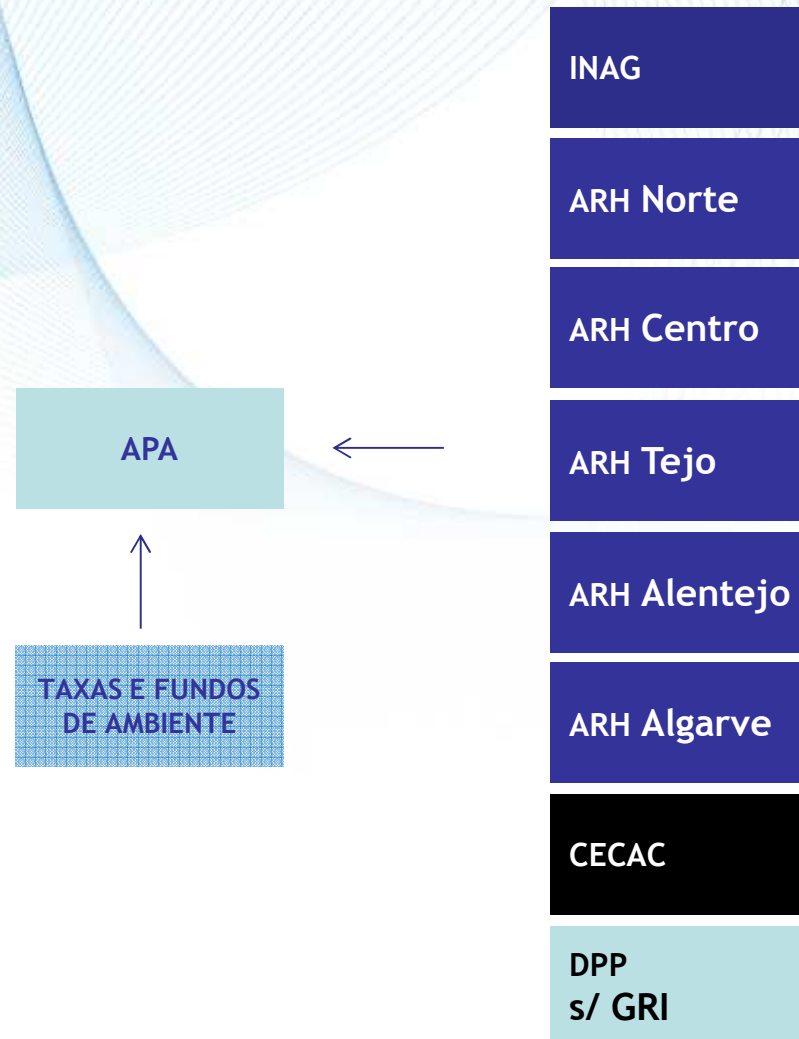 INAG
ARH Norte
ARH Centro
APA
ARH Tejo
ARH Alentejo
TAXAS E FUNDOS
DE AMBIENTE
ARH Algarve
CECAC
DPP
s/ GRI